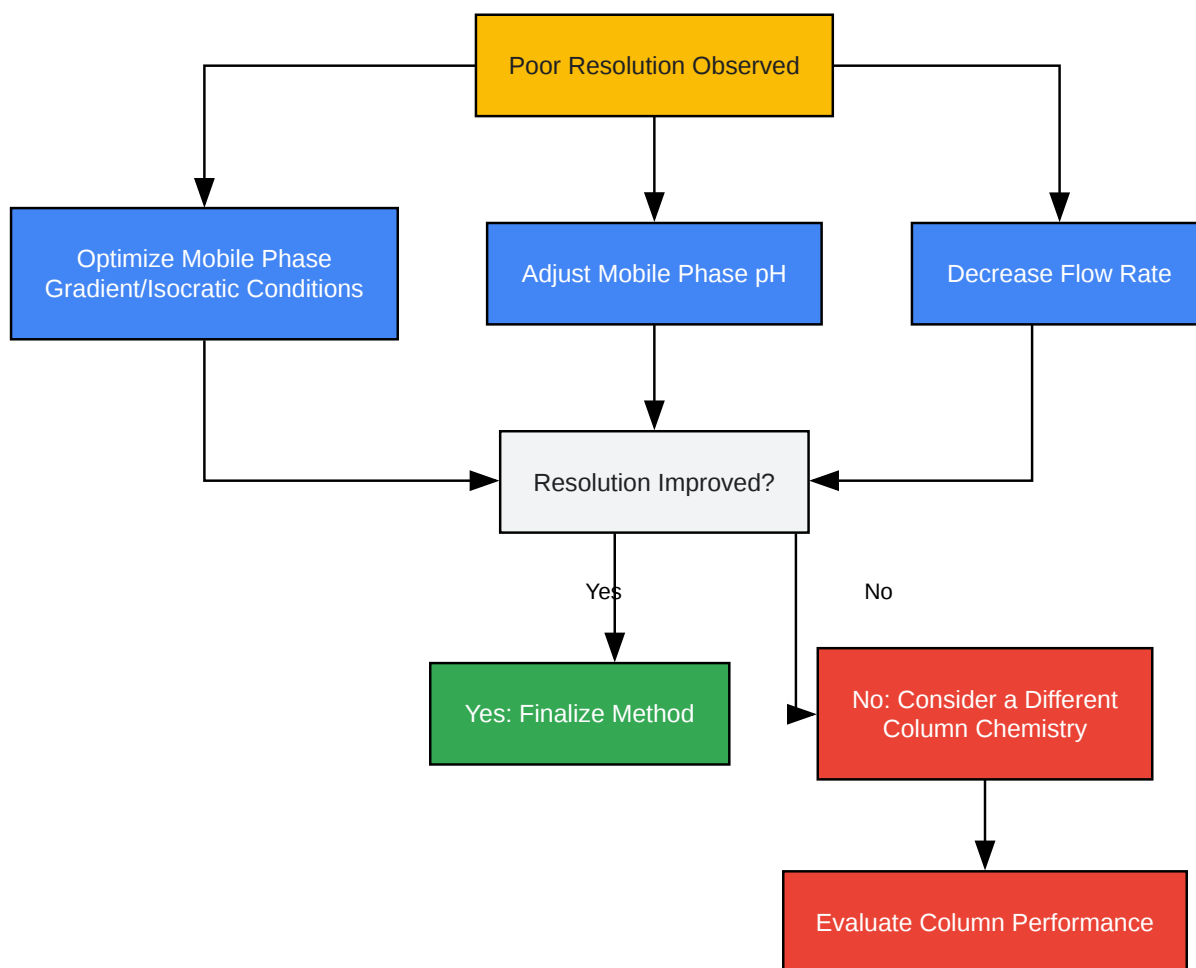 Poor Resolution Observed
Optimize Mobile Phase
Gradient/Isocratic Conditions
Adjust Mobile Phase pH
Decrease Flow Rate
Resolution Improved?
Yes
No
Yes: Finalize Method
No: Consider a Different
Column Chemistry
Evaluate Column Performance